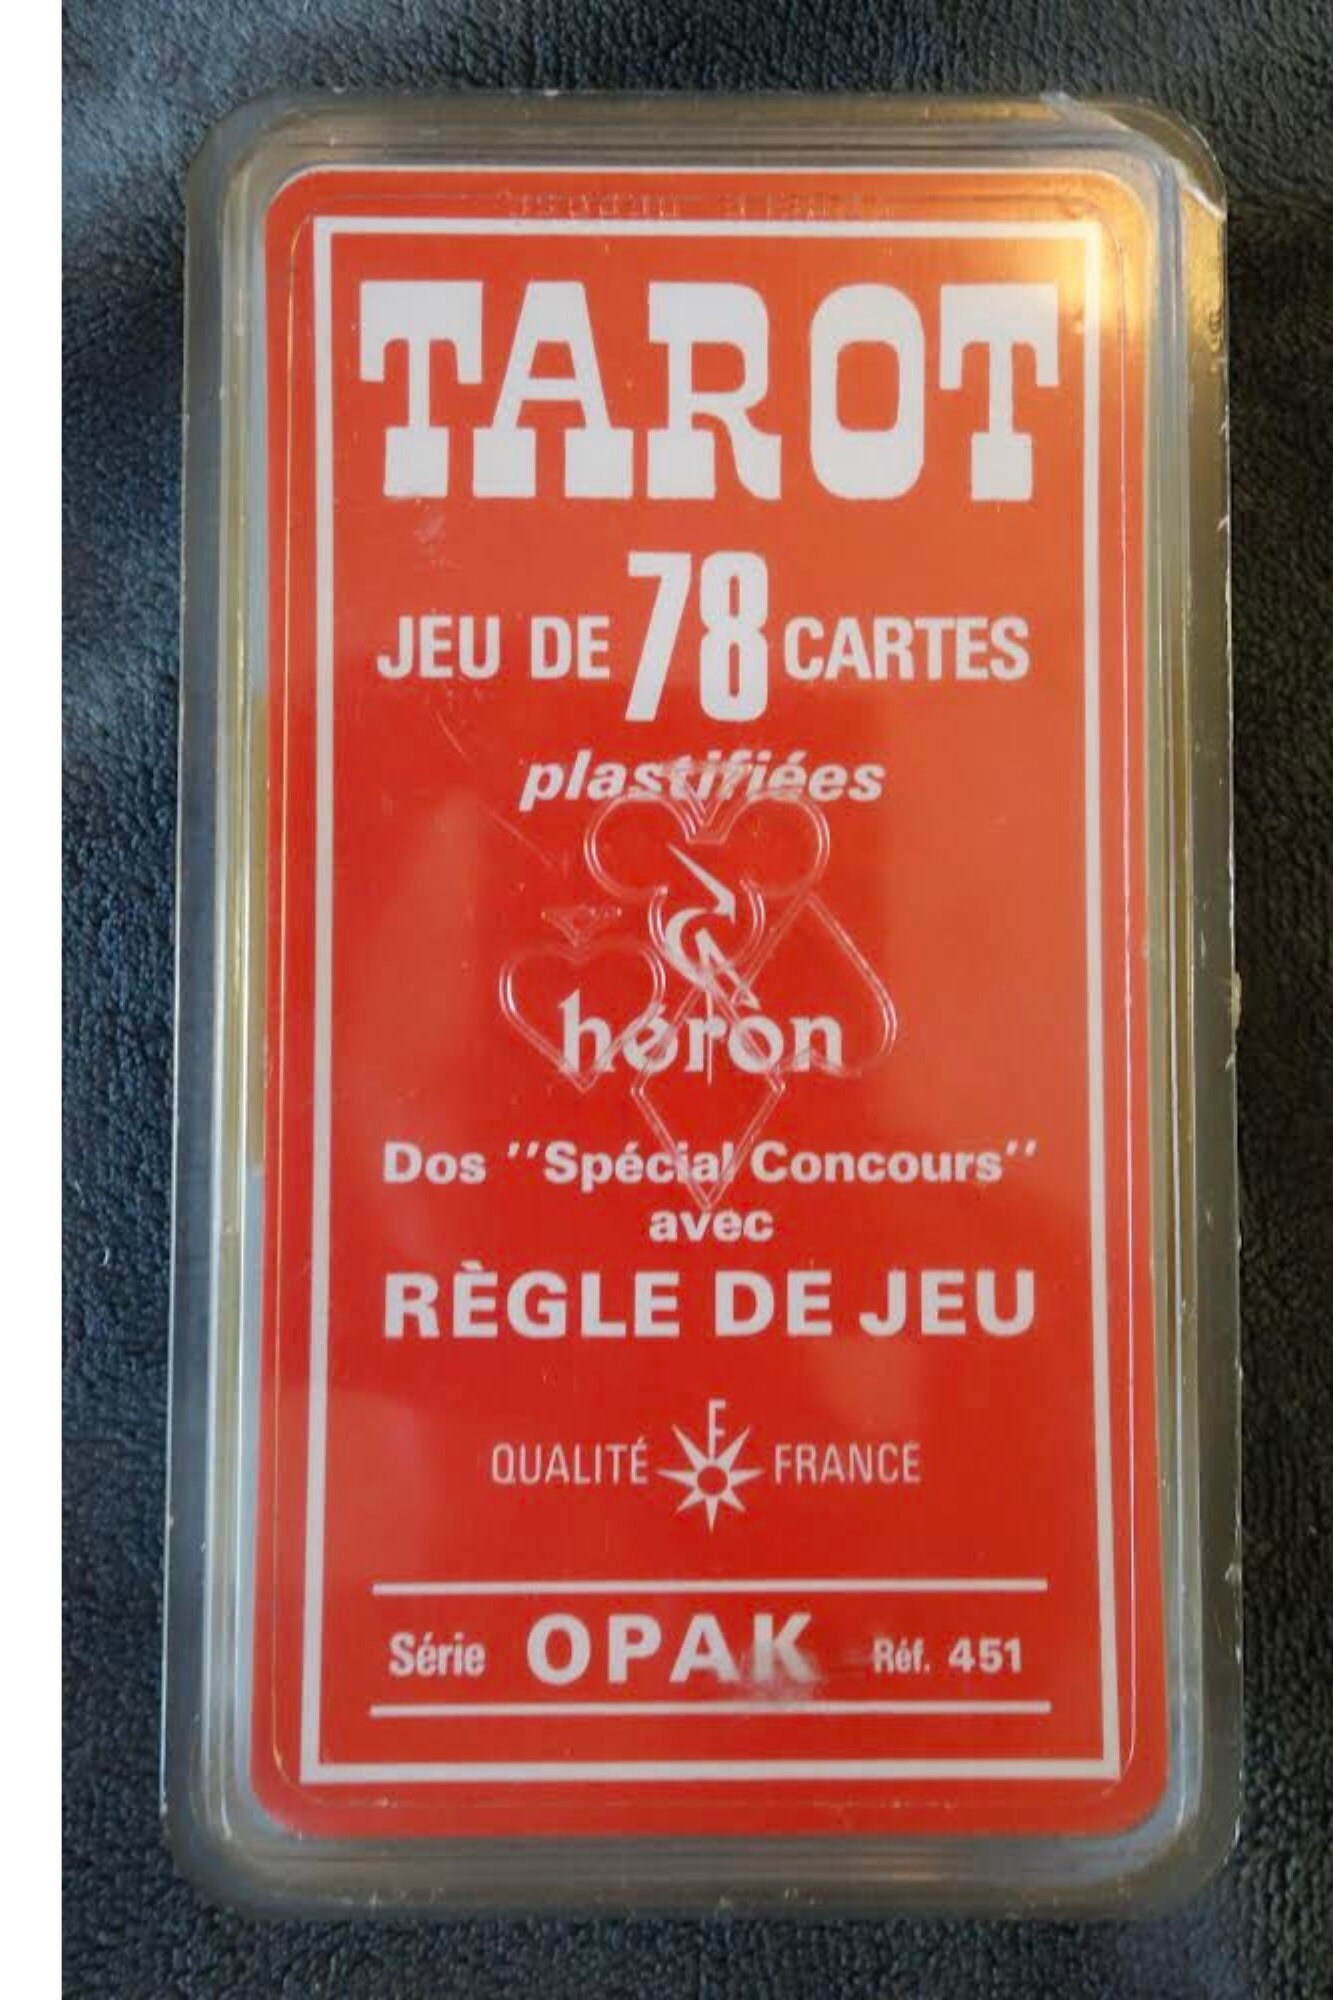 TAROT
JEU DE 78 CARTES
plastifiées
héron
Dos "Spécial Concours"
avec
RÈGLE DE JEU
F
QUALITÉ FRANCE
Série OPAK Réf. 451